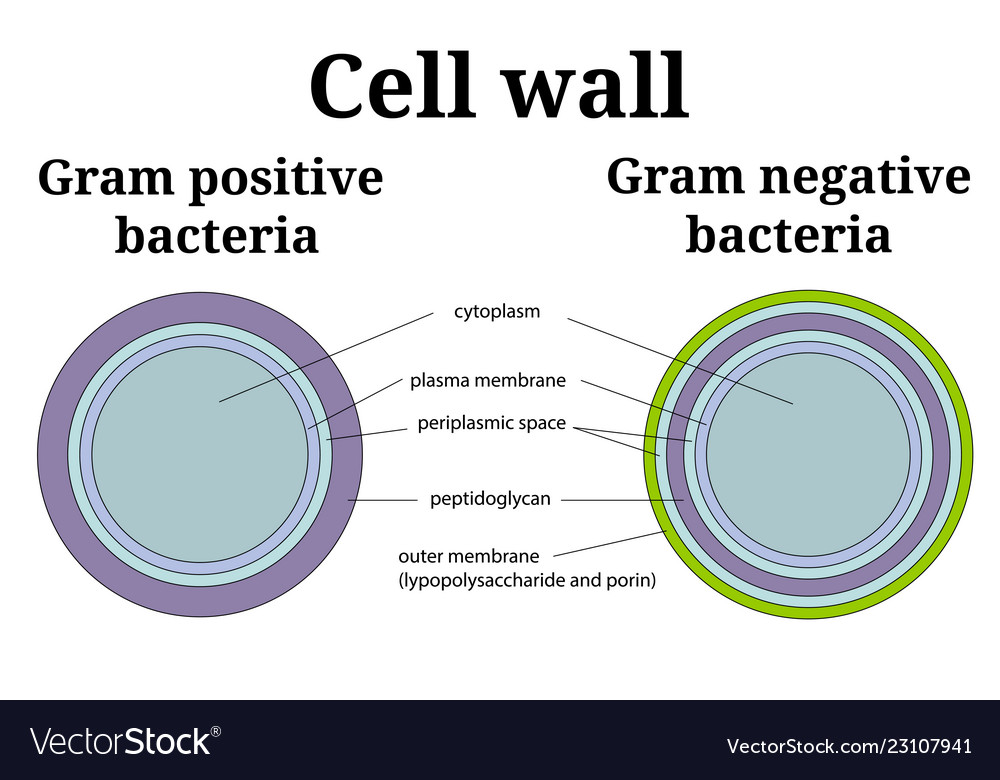 Cell wall
Gram positive
bacteria
Gram negative
bacteria
cytoplasm
plasma membrane
periplasmic space
peptidoglycan
outer membrane
(lypopolysaccharide and porin)
VectorStock®
VectorStock.com/23107941